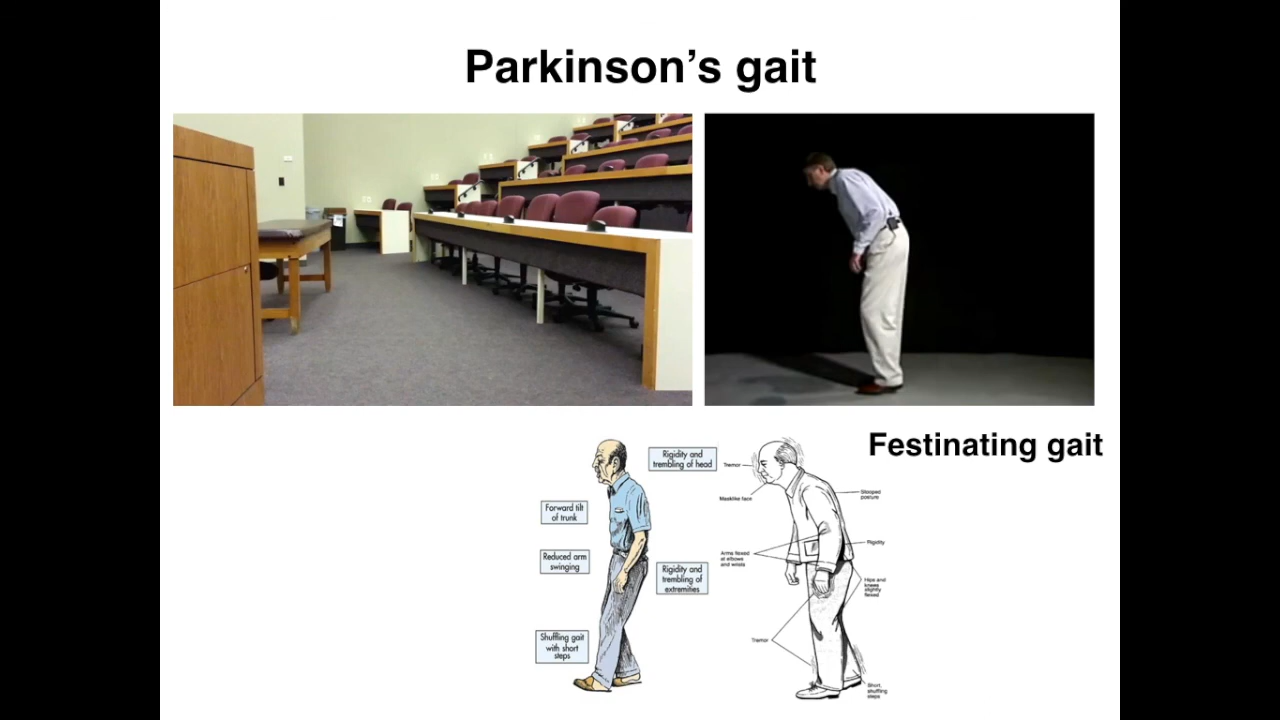 Parkinson's gait
Festinating gait
Rigidity and
trembling of head
Forward tilt
of trunk
Reduced arm
swinging
Rigidity and
trembling of
extremities
Shuffling gait
with short
steps
Tremor
Masklike face
Stooped
posture
Arms flexed
at elbows
and wrists
Rigidity
Hips and
knees
slightly
flexed
Tremor
Short,
shuffling
steps